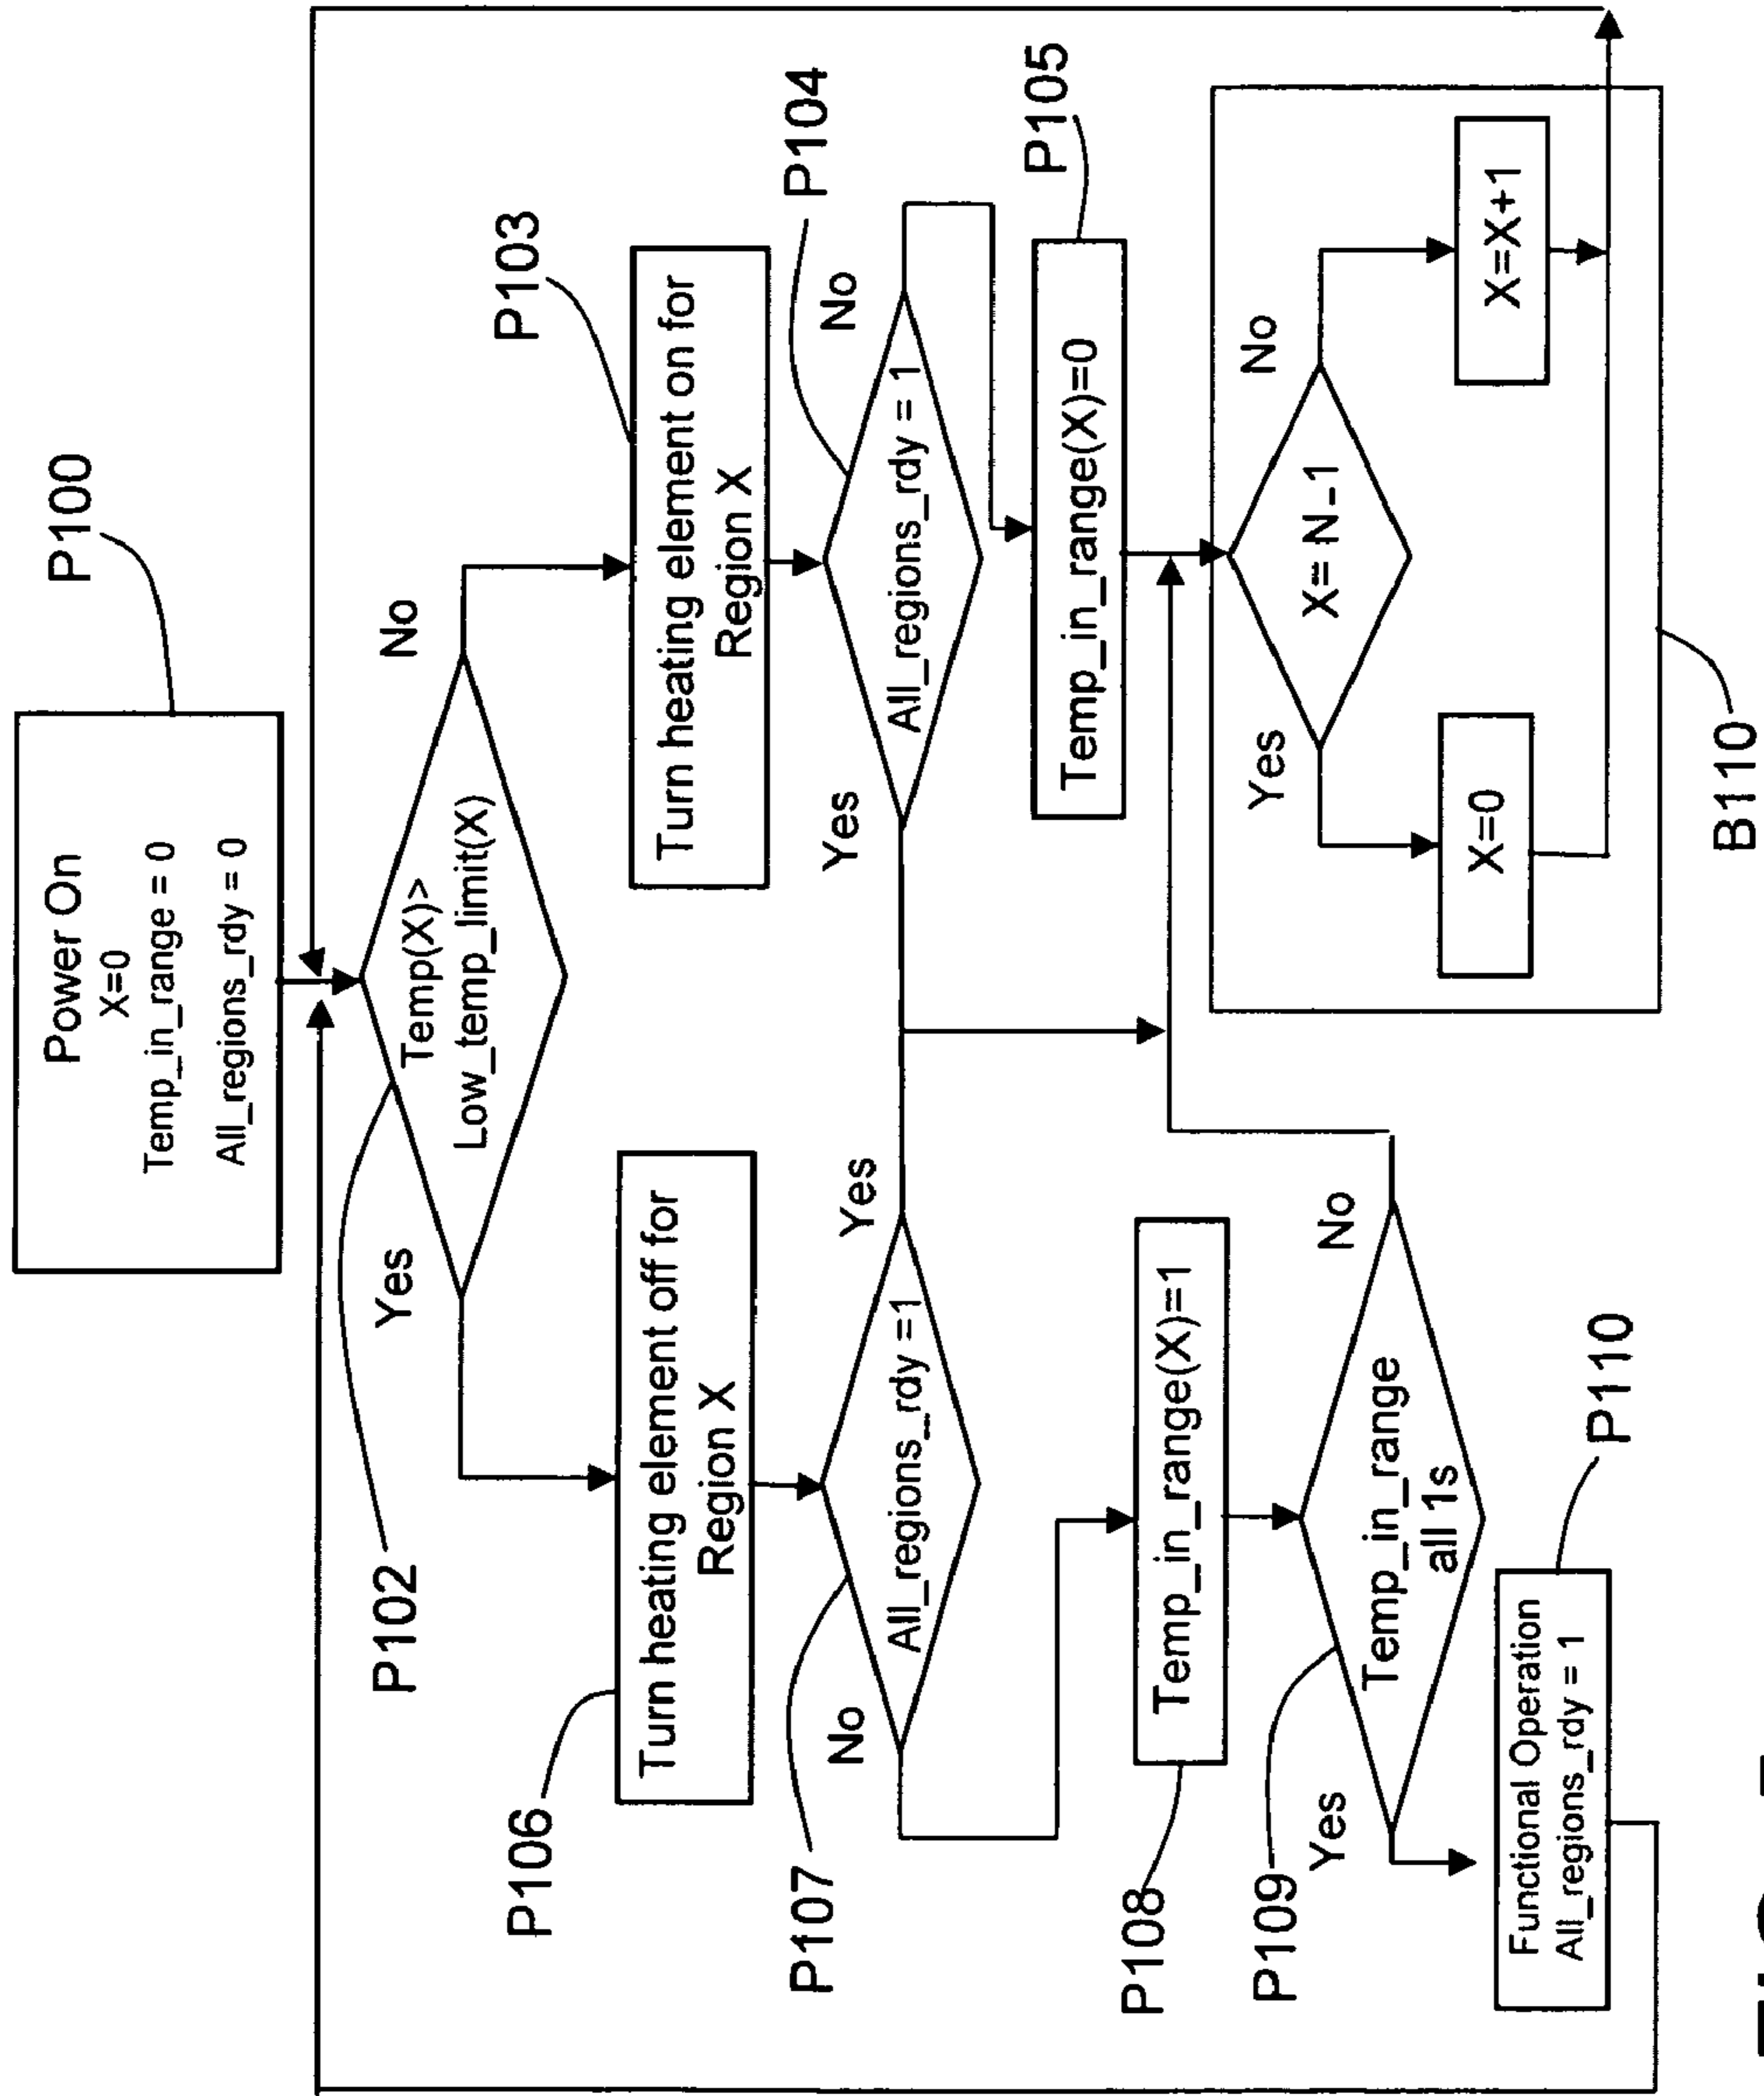 P100
Power On
X=0
Temp_in_range = 0
All_regions_rdy = 0
P102
Temp(X)>
Low_temp_limit(X)
Yes
No
P106
Turn heating element off for
Region X
P103
Turn heating element on for
Region X
P107
All_regions_rdy =1
Yes
No
P104
All_regions_rdy = 1
Yes
No
P108
Temp_in_range(X)=1
P105
Temp_in_range(X)=0
P109
Temp_in_range
all 1s
Yes
No
X= N-1
Yes
No
X=0
X=X+1
P110
Functional Operation
All_regions_rdy = 1
B110